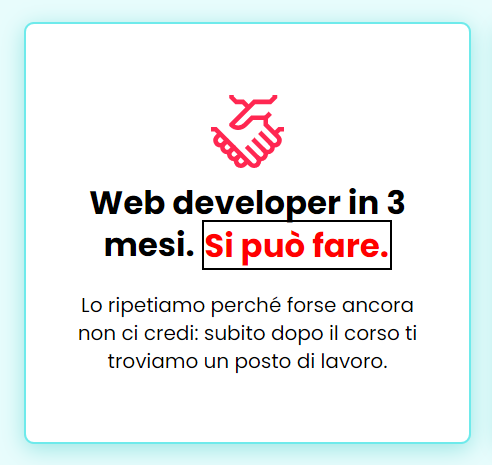 Web developer in 3
mesi. Si può fare.
Lo ripetiamo perché forse ancora
non ci credi: subito dopo il corso ti
troviamo un posto di lavoro.